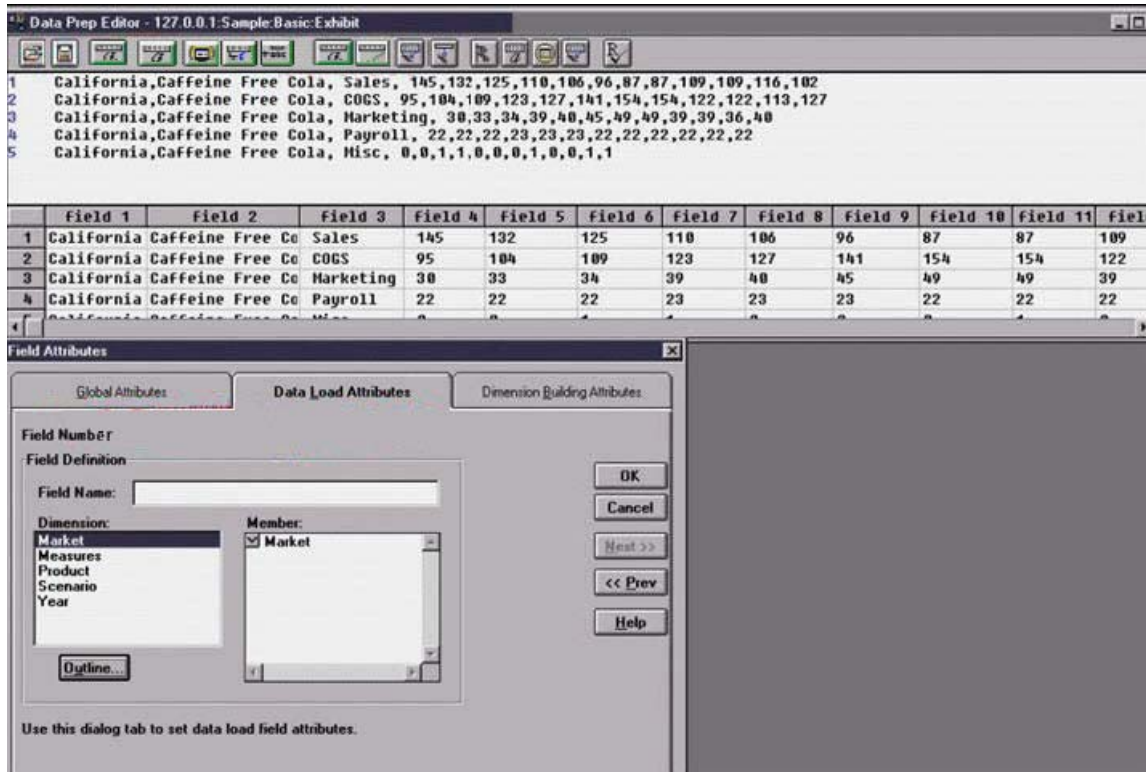 Data Prep Editor - 127.0.0.1:Sample:Basic:Exhibit
1 California,Caffeine Free Cola, Sales, 145,132,125,110,106,96,87,87,109,109,116,102
2 California,Caffeine Free Cola, COGS, 95,104,109,123,127,141,154,154,122,122,113,127
3 California,Caffeine Free Cola, Marketing, 30,33,34,39,40,45,49,49,39,39,36,40
4 California,Caffeine Free Cola, Payroll, 22,22,22,23,23,23,22,22,22,22,22,22
5 California,Caffeine Free Cola, Misc, 0,0,1,1,0,0,0,1,0,0,1,1
field 1 field 2 field 3 field 4 field 5 field 6 field 7 field 8 field 9 field 10 field 11 fiel
1 California Caffeine Free Co Sales 145 132 125 110 106 96 87 87 109
2 California Caffeine Free Co COGS 95 104 109 123 127 141 154 154 122
3 California Caffeine Free Co Marketing 30 33 34 39 40 45 49 49 39
4 California Caffeine Free Co Payroll 22 22 22 23 23 23 22 22 22
Field Attributes
Global Attributes Data Load Attributes Dimension Building Attributes
Field Number
Field Definition
Field Name:
OK
Cancel
Dimension: Member:
Market Market
Measures
Product
Scenario
Year
Next >>
<< Prev
Help
Outline...
Use this dialog tab to set data load field attributes.